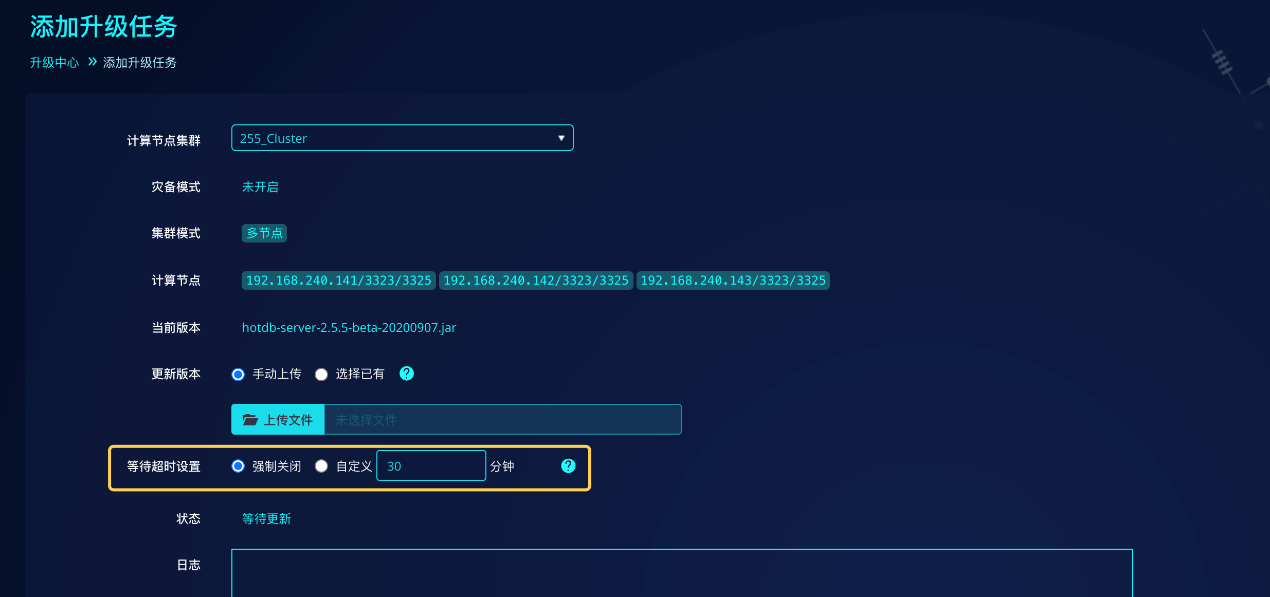 添加升级任务
升级中心 » 添加升级任务
计算节点集群 255_Cluster
灾备模式 未开启
集群模式 多节点
计算节点 192.168.240.141/3323/3325 192.168.240.142/3323/3325 192.168.240.143/3323/3325
当前版本 hotdb-server-2.5.5-beta-20200907.jar
更新版本 手动上传 选择已有 ?
上传文件 未选择文件
等待超时设置 强制关闭 自定义 30 分钟 ?
状态 等待更新
日志